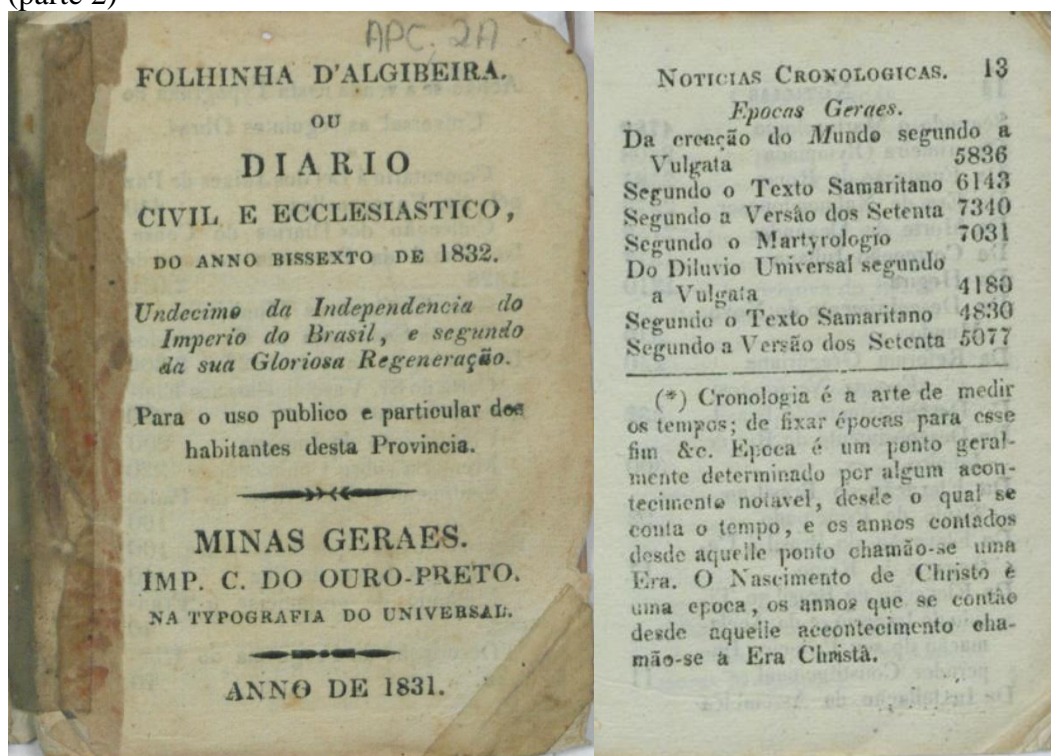 (parte 2)
APC, 2A
FOLHINHA D'ALGIBEIRA.
OU
DIARIO
CIVIL E ECCLESIASTICO,
DO ANNO BISSEXTO DE 1832.
Undecimo da Independencia do
Imperio do Brasil, e segundo
da sua Gloriosa Regeneração.
Para o uso publico e particular dos
habitantes desta Provincia.
MINAS GERAES.
IMP. C. DO OURO-PRETO.
NA TYPOGRAFIA DO UNIVERSAL.
ANNO DE 1831.
NOTICIAS CRONOLOGICAS. 13
Epocas Geraes.
Da creação do Mundo segundo a
Vulgata 5836
Segundo o Texto Samaritano 6143
Segundo a Versão dos Setenta 7340
Segundo o Martyrologio 7031
Do Diluvio Universal segundo
a Vulgata 4180
Segundo o Texto Samaritano 4830
Segundo a Versão dos Setenta 5077
(*) Cronologia é a arte de medir
os tempos; de fixar épocas para esse
fim &c. Epoca é um ponto geral-
mente determinado por algum acon-
tecimento notavel, desde o qual se
conta o tempo, e os annos contados
desde aquelle ponto chamão-se uma
Era. O Nascimento de Christo é
uma epoca, os annos que se contão
desde aquelle accontecimento cha-
mão-se a Era Christã.